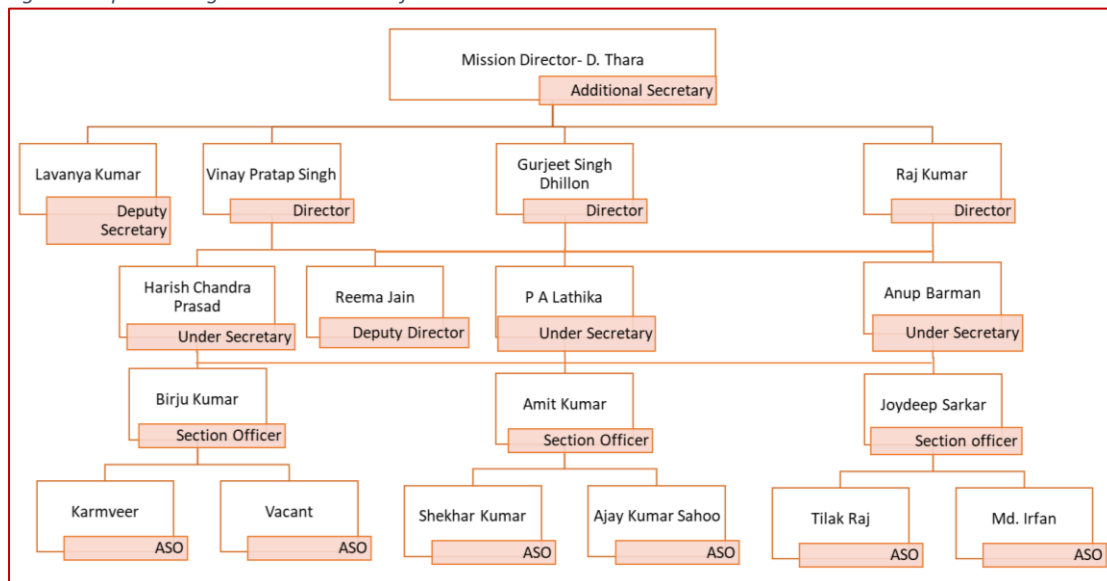 Mission Director- D. Thara
Additional Secretary
Lavanya Kumar
Deputy
Secretary
Vinay Pratap Singh
Director
Gurjeet Singh
Dhillon
Director
Raj Kumar
Director
Harish Chandra
Prasad
Under Secretary
Reema Jain
Deputy Director
P A Lathika
Under Secretary
Anup Barman
Under Secretary
Birju Kumar
Section Officer
Amit Kumar
Section Officer
Joydeep Sarkar
Section officer
Karmveer
ASO
Vacant
ASO
Shekhar Kumar
ASO
Ajay Kumar Sahoo
ASO
Tilak Raj
ASO
Md. Irfan
ASO